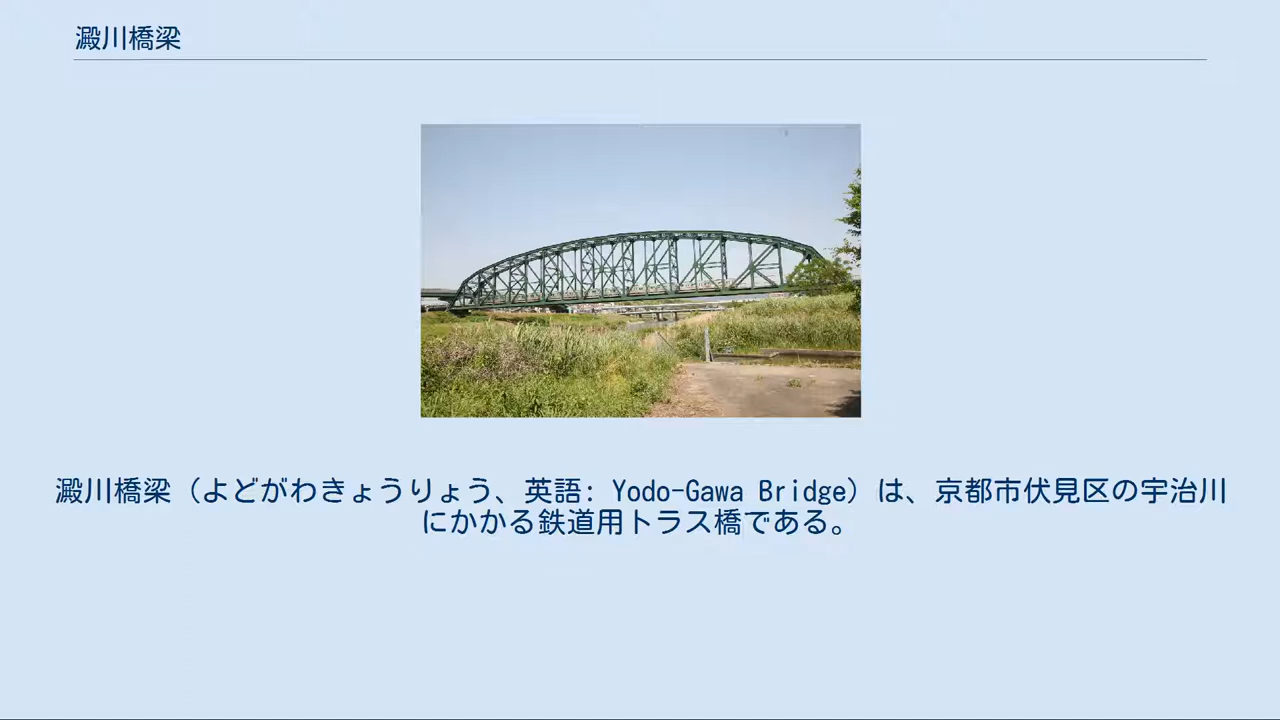 澱川橋梁
澱川橋梁（よどがわきょうりょう、英語: Yodo-Gawa Bridge）は、京都市伏見区の宇治川
にかかる鉄道用トラス橋である。